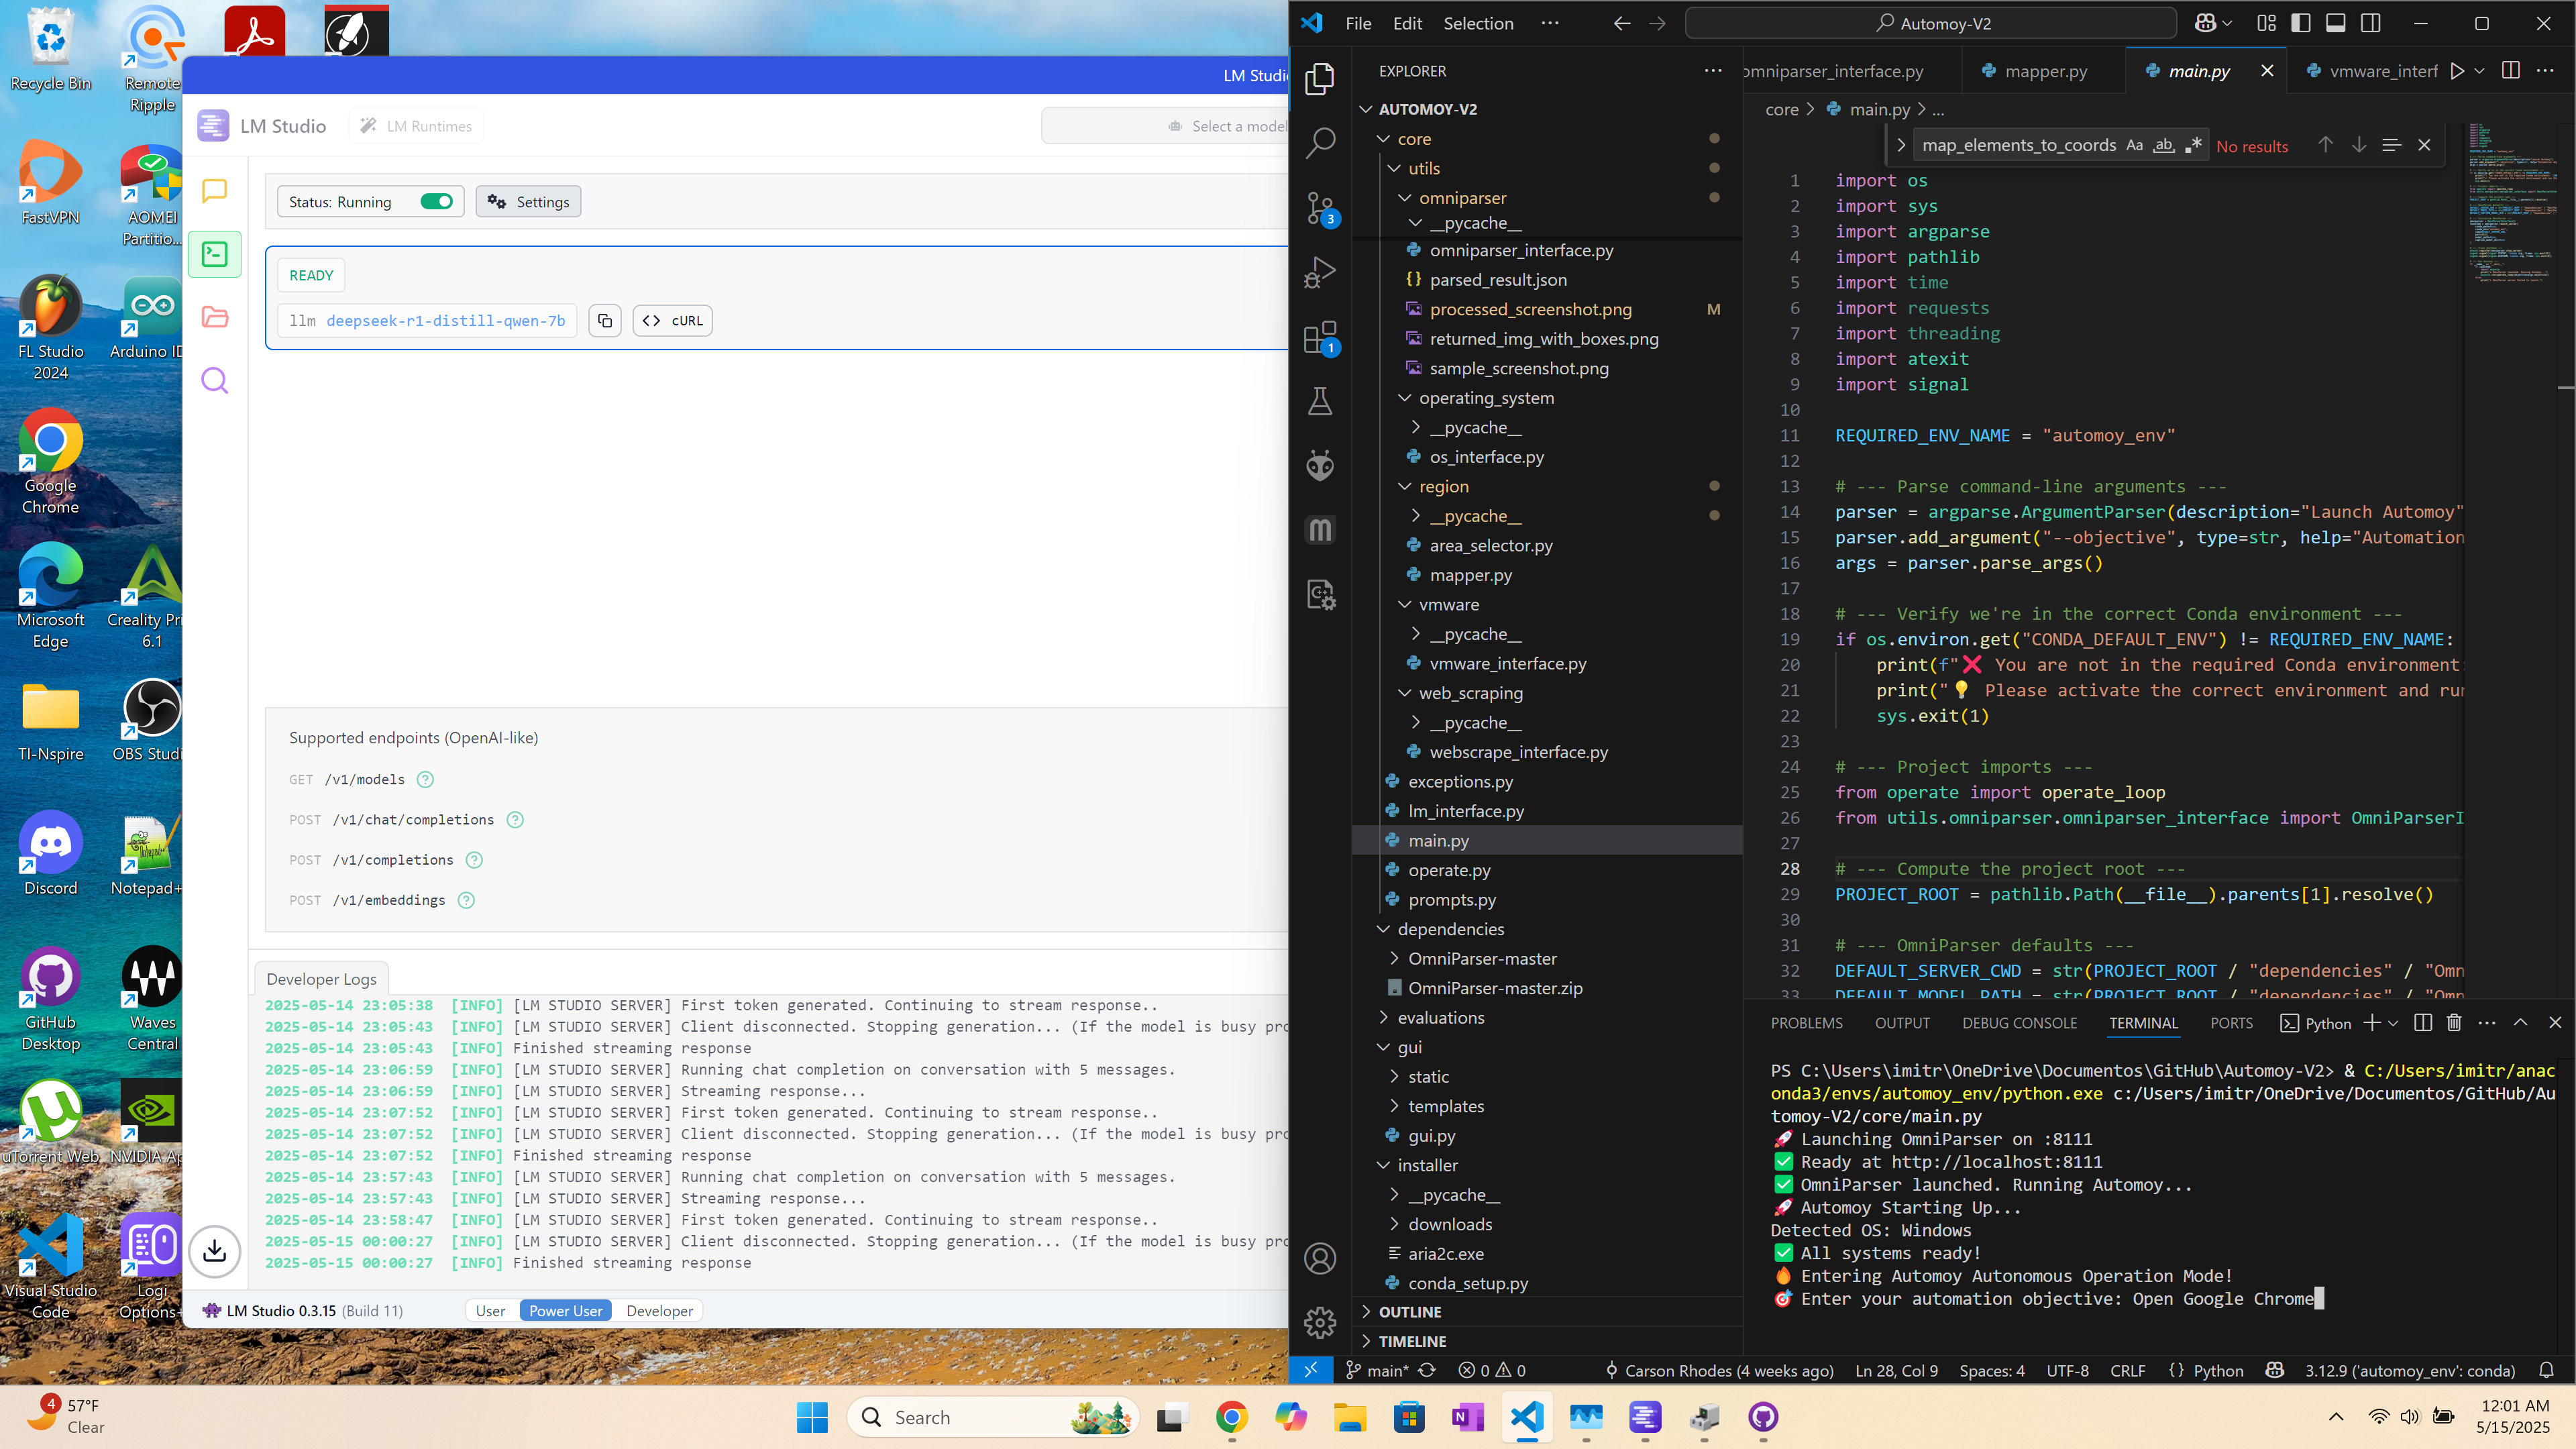 Recycle Bin
Remote
Ripple
FastVPN
AOMEI
Partitio...
FL Studio
2024
Arduino ID
Google
Chrome
Microsoft
Edge
Creality Pri
6.1
TI-Nspire
OBS Studi
Discord
Notepad+
GitHub
Desktop
Waves
Central
uTorrent Web
NVIDIA Ap
Visual Studio
Code
Logi
Options+
LM Studi
LM Studio
LM Runtimes
Select a model
Status: Running
Settings
READY
llm deepseek-r1-distill-qwen-7b
cURL
Supported endpoints (OpenAI-like)
GET /v1/models
POST /v1/chat/completions
POST /v1/completions
POST /v1/embeddings
Developer Logs
2025-05-14 23:05:38 [INFO] [LM STUDIO SERVER] First token generated. Continuing to stream response..
2025-05-14 23:05:43 [INFO] [LM STUDIO SERVER] Client disconnected. Stopping generation... (If the model is busy pro
2025-05-14 23:05:43 [INFO] Finished streaming response
2025-05-14 23:06:59 [INFO] [LM STUDIO SERVER] Running chat completion on conversation with 5 messages.
2025-05-14 23:06:59 [INFO] [LM STUDIO SERVER] Streaming response...
2025-05-14 23:07:52 [INFO] [LM STUDIO SERVER] First token generated. Continuing to stream response..
2025-05-14 23:07:52 [INFO] [LM STUDIO SERVER] Client disconnected. Stopping generation... (If the model is busy pro
2025-05-14 23:07:52 [INFO] Finished streaming response
2025-05-14 23:57:43 [INFO] [LM STUDIO SERVER] Running chat completion on conversation with 5 messages.
2025-05-14 23:57:43 [INFO] [LM STUDIO SERVER] Streaming response...
2025-05-14 23:58:47 [INFO] [LM STUDIO SERVER] First token generated. Continuing to stream response..
2025-05-15 00:00:27 [INFO] [LM STUDIO SERVER] Client disconnected. Stopping generation... (If the model is busy pro
2025-05-15 00:00:27 [INFO] Finished streaming response
LM Studio 0.3.15 (Build 11)
User
Power User
Developer
File Edit Selection ...
Automoy-V2
EXPLORER
AUTOMOY-V2
core
utils
omniparser
__pycache__
omniparser_interface.py
parsed_result.json
processed_screenshot.png M
returned_img_with_boxes.png
sample_screenshot.png
operating_system
__pycache__
os_interface.py
region
__pycache__
area_selector.py
mapper.py
vmware
__pycache__
vmware_interface.py
web_scraping
__pycache__
webscrape_interface.py
exceptions.py
lm_interface.py
main.py
operate.py
prompts.py
dependencies
OmniParser-master
OmniParser-master.zip
evaluations
gui
static
templates
gui.py
installer
__pycache__
downloads
aria2c.exe
conda_setup.py
OUTLINE
TIMELINE
3
1
omniparser_interface.py
mapper.py
main.py
vmware_interf
core > main.py > ...
map_elements_to_coords Aa ab No results
1 import os
2 import sys
3 import argparse
4 import pathlib
5 import time
6 import requests
7 import threading
8 import atexit
9 import signal
10
11 REQUIRED_ENV_NAME = "automoy_env"
12
13 # --- Parse command-line arguments ---
14 parser = argparse.ArgumentParser(description="Launch Automoy"
15 parser.add_argument("--objective", type=str, help="Automation
16 args = parser.parse_args()
17
18 # --- Verify we're in the correct Conda environment ---
19 if os.environ.get("CONDA_DEFAULT_ENV") != REQUIRED_ENV_NAME:
20 print(f"❌ You are not in the required Conda environment:
21 print("💡 Please activate the correct environment and run
22 sys.exit(1)
23
24 # --- Project imports ---
25 from operate import operate_loop
26 from utils.omniparser.omniparser_interface import OmniParserI
27
28 # --- Compute the project root ---
29 PROJECT_ROOT = pathlib.Path(__file__).parents[1].resolve()
30
31 # --- OmniParser defaults ---
32 DEFAULT_SERVER_CWD = str(PROJECT_ROOT / "dependencies" / "Omn
33 DEFAULT_MODEL_PATH = str(PROJECT_ROOT / "dependencies" / "Omn
PROBLEMS OUTPUT DEBUG CONSOLE TERMINAL PORTS Python
PS C:\Users\imitr\OneDrive\Documentos\GitHub\Automoy-V2> & C:/Users/imitr/anac
onda3/envs/automoy_env/python.exe c:/Users/imitr/OneDrive/Documentos/GitHub/Au
tomoy-V2/core/main.py
🚀 Launching OmniParser on :8111
✅ Ready at http://localhost:8111
✅ OmniParser launched. Running Automoy...
🚀 Automoy Starting Up...
Detected OS: Windows
✅ All systems ready!
🔥 Entering Automoy Autonomous Operation Mode!
🎯 Enter your automation objective: Open Google Chrome
main* 0 0 Carson Rhodes (4 weeks ago) Ln 28, Col 9 Spaces: 4 UTF-8 CRLF {} Python 3.12.9 ('automoy_env': conda)
4
57°F
Clear
Search
12:01 AM
5/15/2025